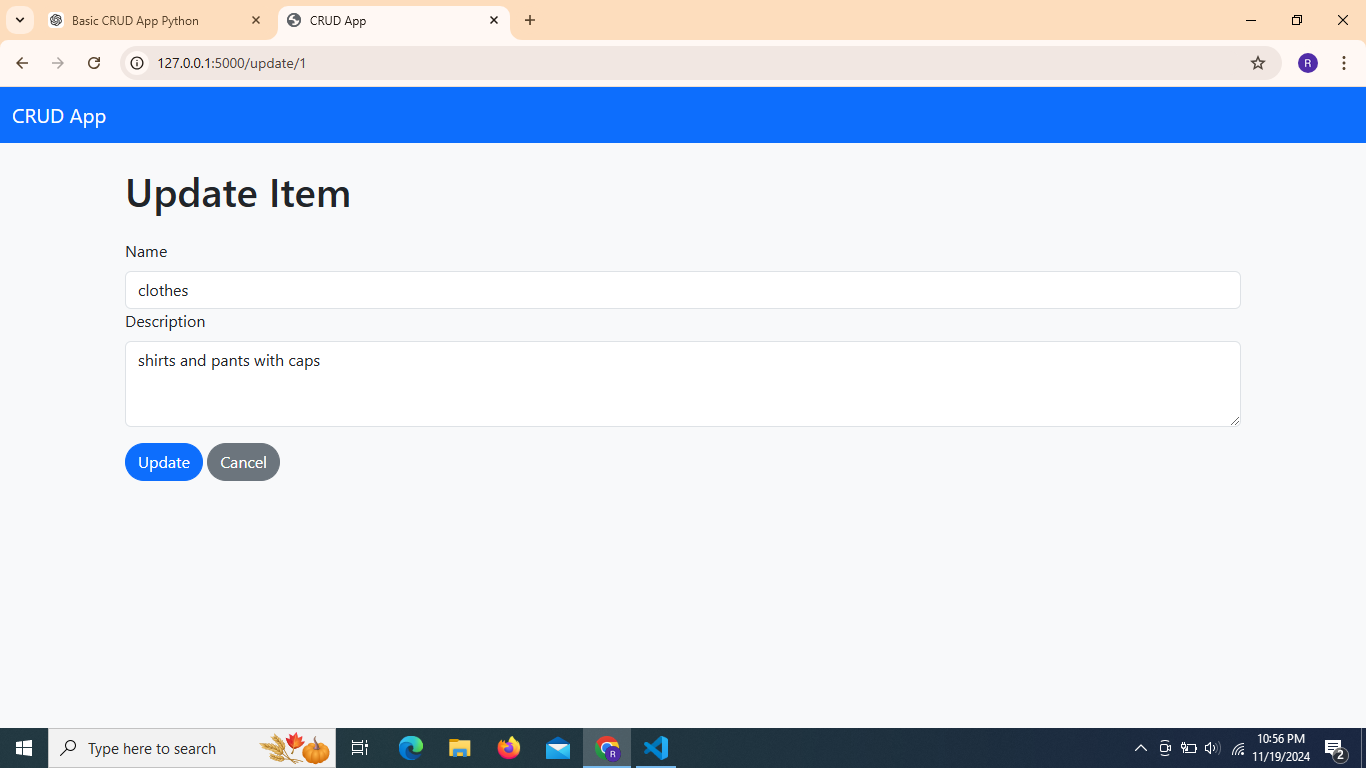 Basic CRUD App Python
CRUD App
127.0.0.1:5000/update/1
R
CRUD App
Update Item
Name
clothes
Description
shirts and pants with caps
Update Cancel
Type here to search
R
10:56 PM
11/19/2024
2